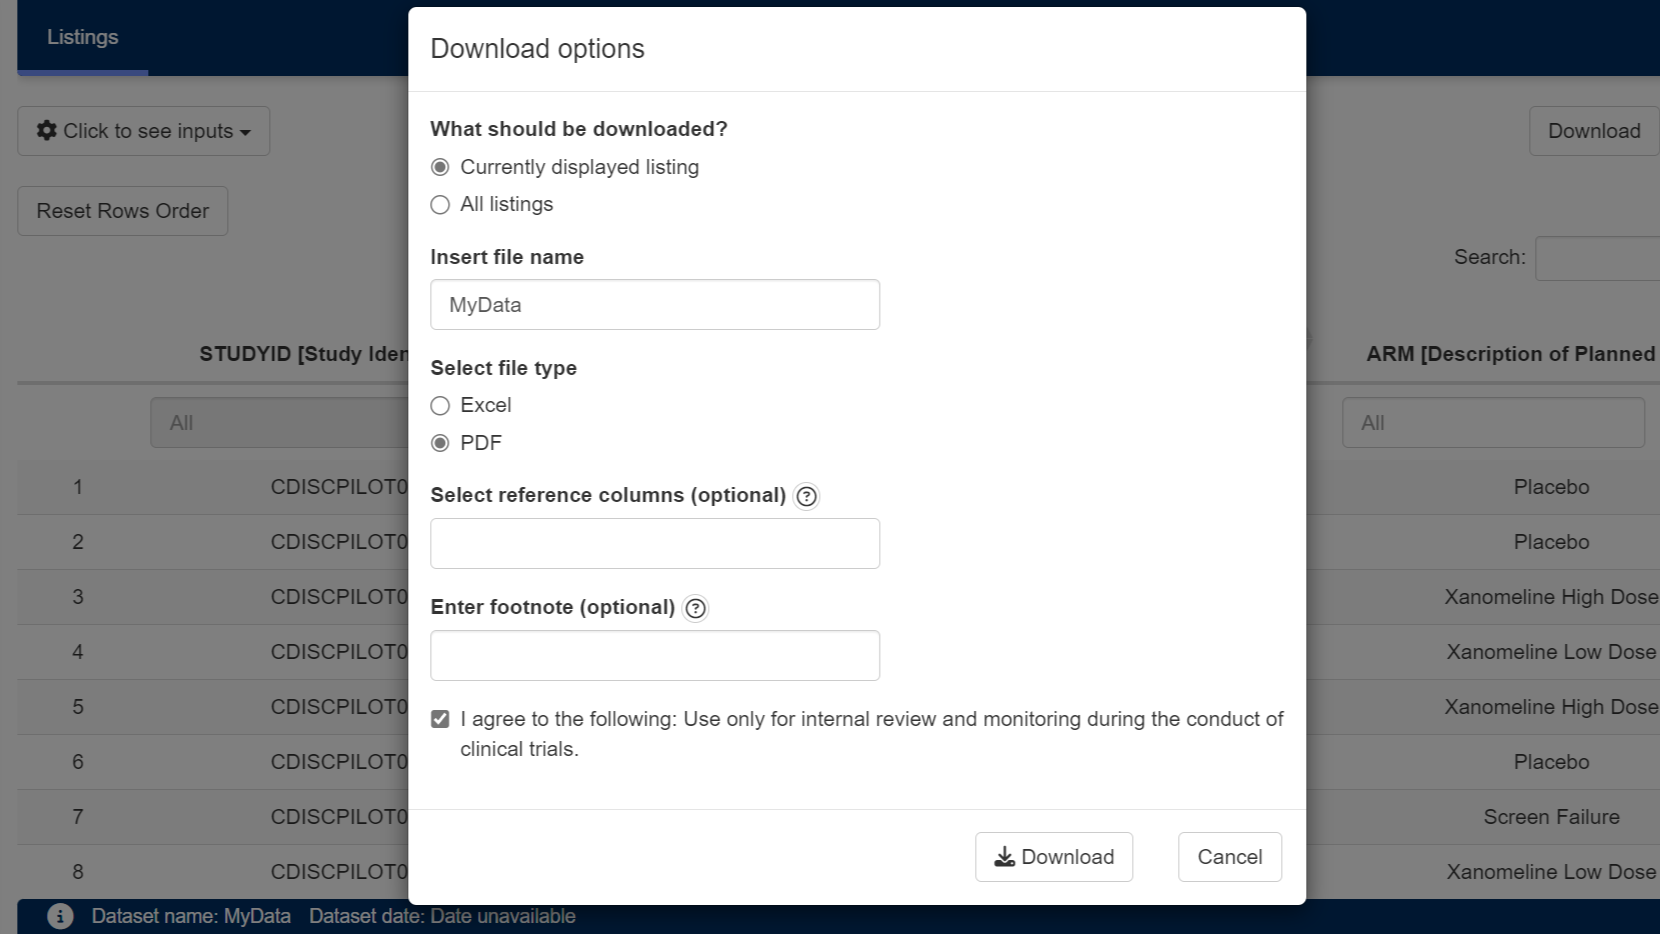 Listings
Download options
Click to see inputs
Download
Reset Rows Order
Search:
What should be downloaded?
Currently displayed listing
All listings
Insert file name
MyData
Select file type
Excel
PDF
Select reference columns (optional) ?
Enter footnote (optional) ?
I agree to the following: Use only for internal review and monitoring during the conduct of
clinical trials.
Download Cancel
STUDYID [Study Iden
ARM [Description of Planned
All All
1 CDISCPILOT0 Placebo
2 CDISCPILOT0 Placebo
3 CDISCPILOT0 Xanomeline High Dose
4 CDISCPILOT0 Xanomeline Low Dose
5 CDISCPILOT0 Xanomeline High Dose
6 CDISCPILOT0 Placebo
7 CDISCPILOT0 Screen Failure
8 CDISCPILOT0 Xanomeline Low Dose
i Dataset name: MyData Dataset date: Date unavailable